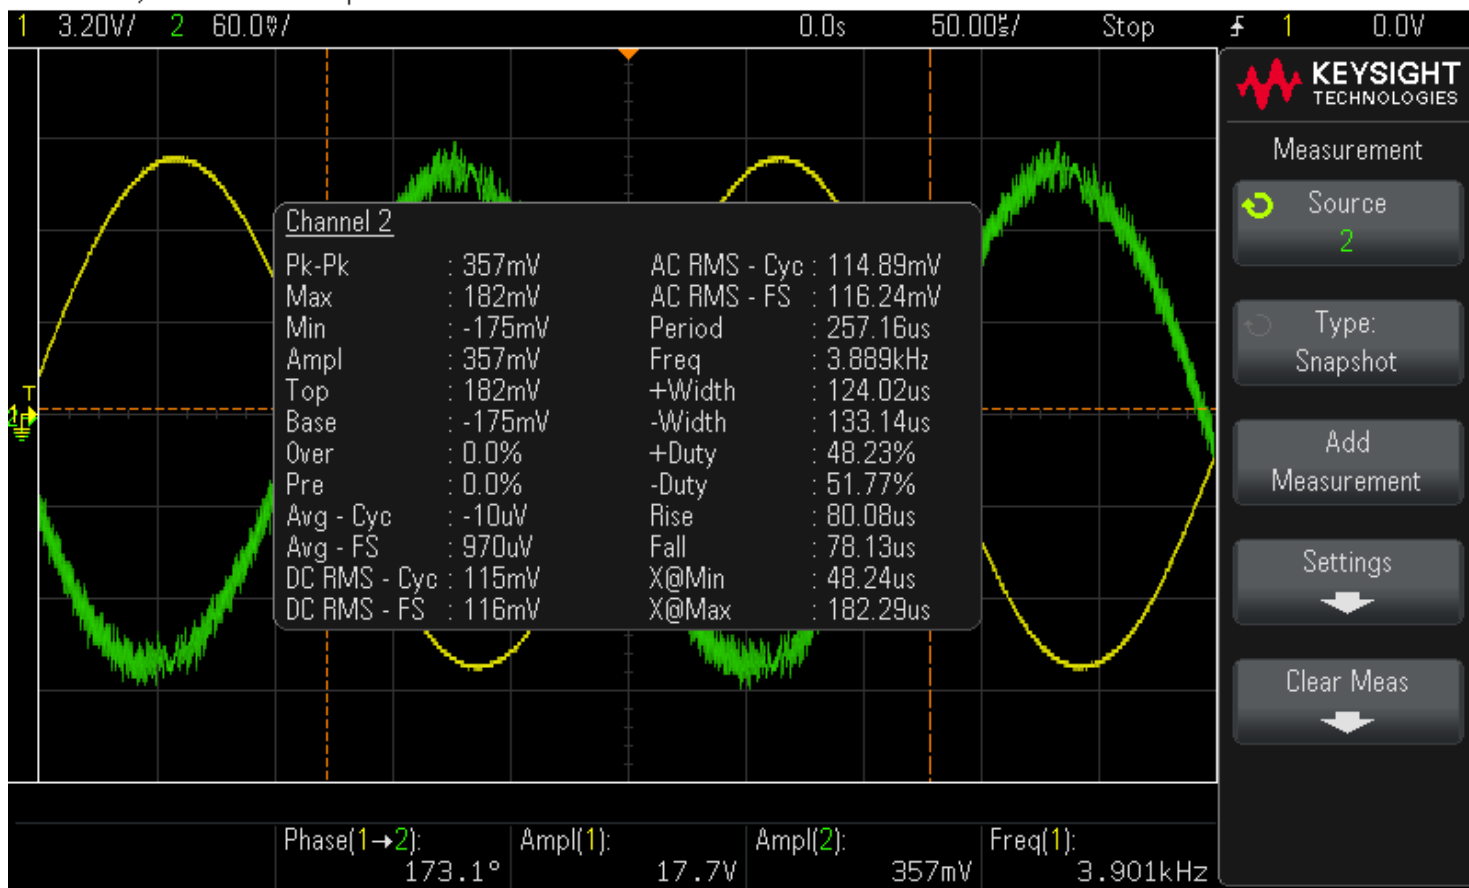 1 3.20V/ 2 60.0mV/ 0.0s 50.00us/ Stop 1 0.0V
KEYSIGHT
TECHNOLOGIES
Measurement
Source
2
Type:
Snapshot
Add
Measurement
Settings
Clear Meas
T
Channel 2
Pk-Pk : 357mV AC RMS - Cyc : 114.89mV
Max : 182mV AC RMS - FS : 116.24mV
Min : -175mV Period : 257.16us
Ampl : 357mV Freq : 3.889kHz
Top : 182mV +Width : 124.02us
Base : -175mV -Width : 133.14us
Over : 0.0% +Duty : 48.23%
Pre : 0.0% -Duty : 51.77%
Avg - Cyc : -10uV Rise : 80.08us
Avg - FS : 970uV Fall : 78.13us
DC RMS - Cyc : 115mV X@Min : 48.24us
DC RMS - FS : 116mV X@Max : 182.29us
Phase(1→2): Ampl(1): Ampl(2): Freq(1):
173.1° 17.7V 357mV 3.901kHz